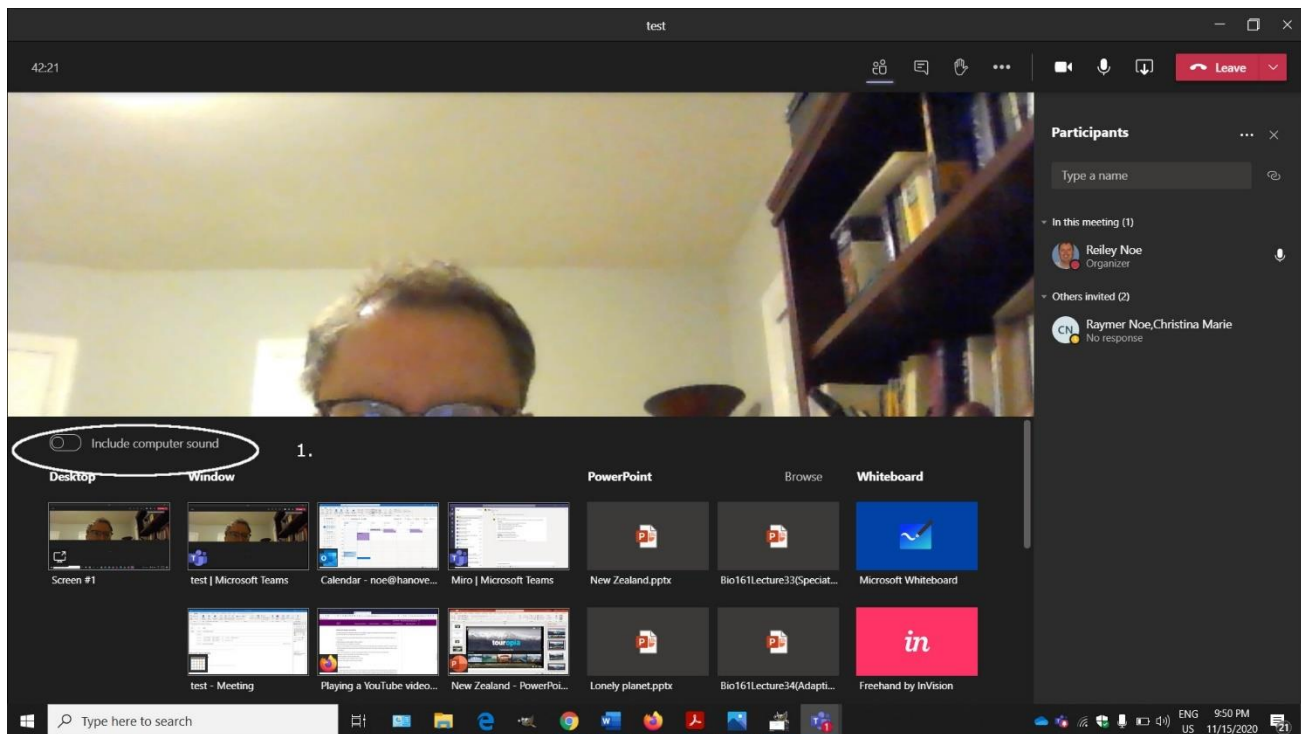 test
42:21
Leave
Participants
Type a name
In this meeting (1)
Reiley Noe
Organizer
Others invited (2)
CN
Raymer Noe,Christina Marie
No response
Include computer sound
1.
Desktop
Window
PowerPoint
Browse
Whiteboard
Screen #1
test | Microsoft Teams
Calendar - noe@hanove...
Miro | Microsoft Teams
New Zealand.pptx
Bio161Lecture33(Speciat...
Microsoft Whiteboard
touropia
in
test - Meeting
Playing a YouTube video...
New Zealand - PowerPoi...
Lonely planet.pptx
Bio161Lecture34(Adapti...
Freehand by InVision
Type here to search
ENG
US
9:50 PM
11/15/2020
21